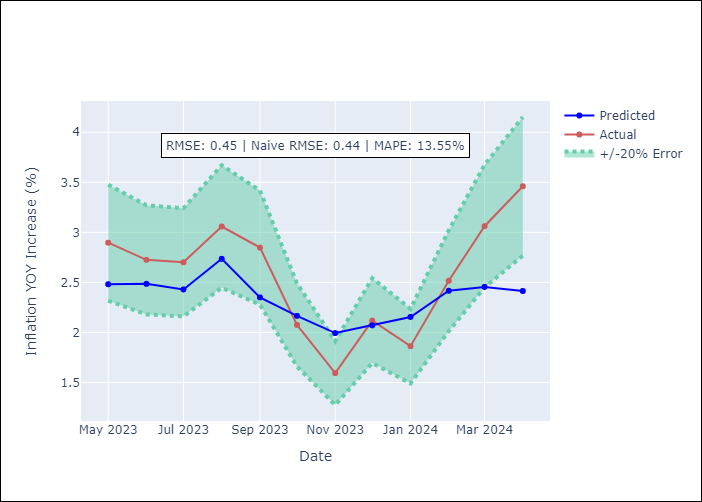 RMSE: 0.45 | Naive RMSE: 0.44 | MAPE: 13.55%
Predicted
Actual
+/-20% Error
4
3.5
3
2.5
2
1.5
Inflation YOY Increase (%)
May 2023
Jul 2023
Sep 2023
Nov 2023
Jan 2024
Mar 2024
Date